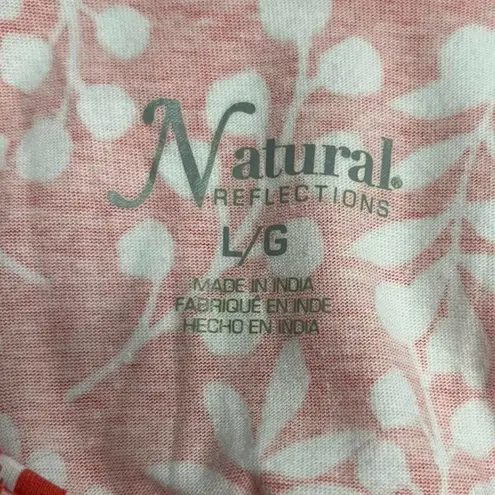 Natural®
REFLECTIONS
L/G
MADE IN INDIA
FABRIQUÉ EN INDE
HECHO EN INDIA